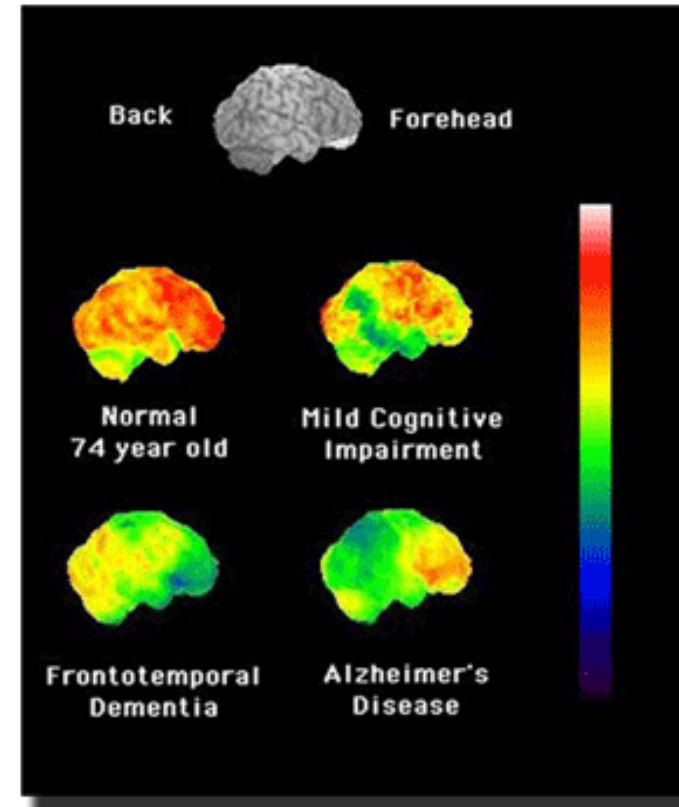 Back
Forehead
Normal
74 year old
Mild Cognitive
Impairment
Frontotemporal
Dementia
Alzheimer's
Disease